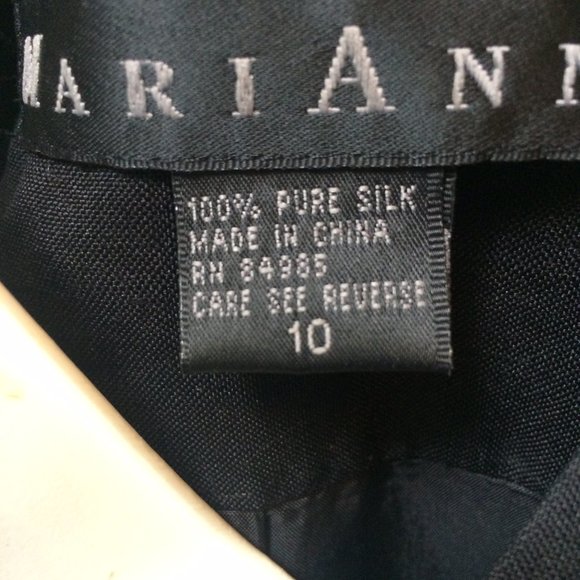 MARIANN
100% PURE SILK
MADE IN CHINA
RN 84985
CARE SEE REVERSE
10